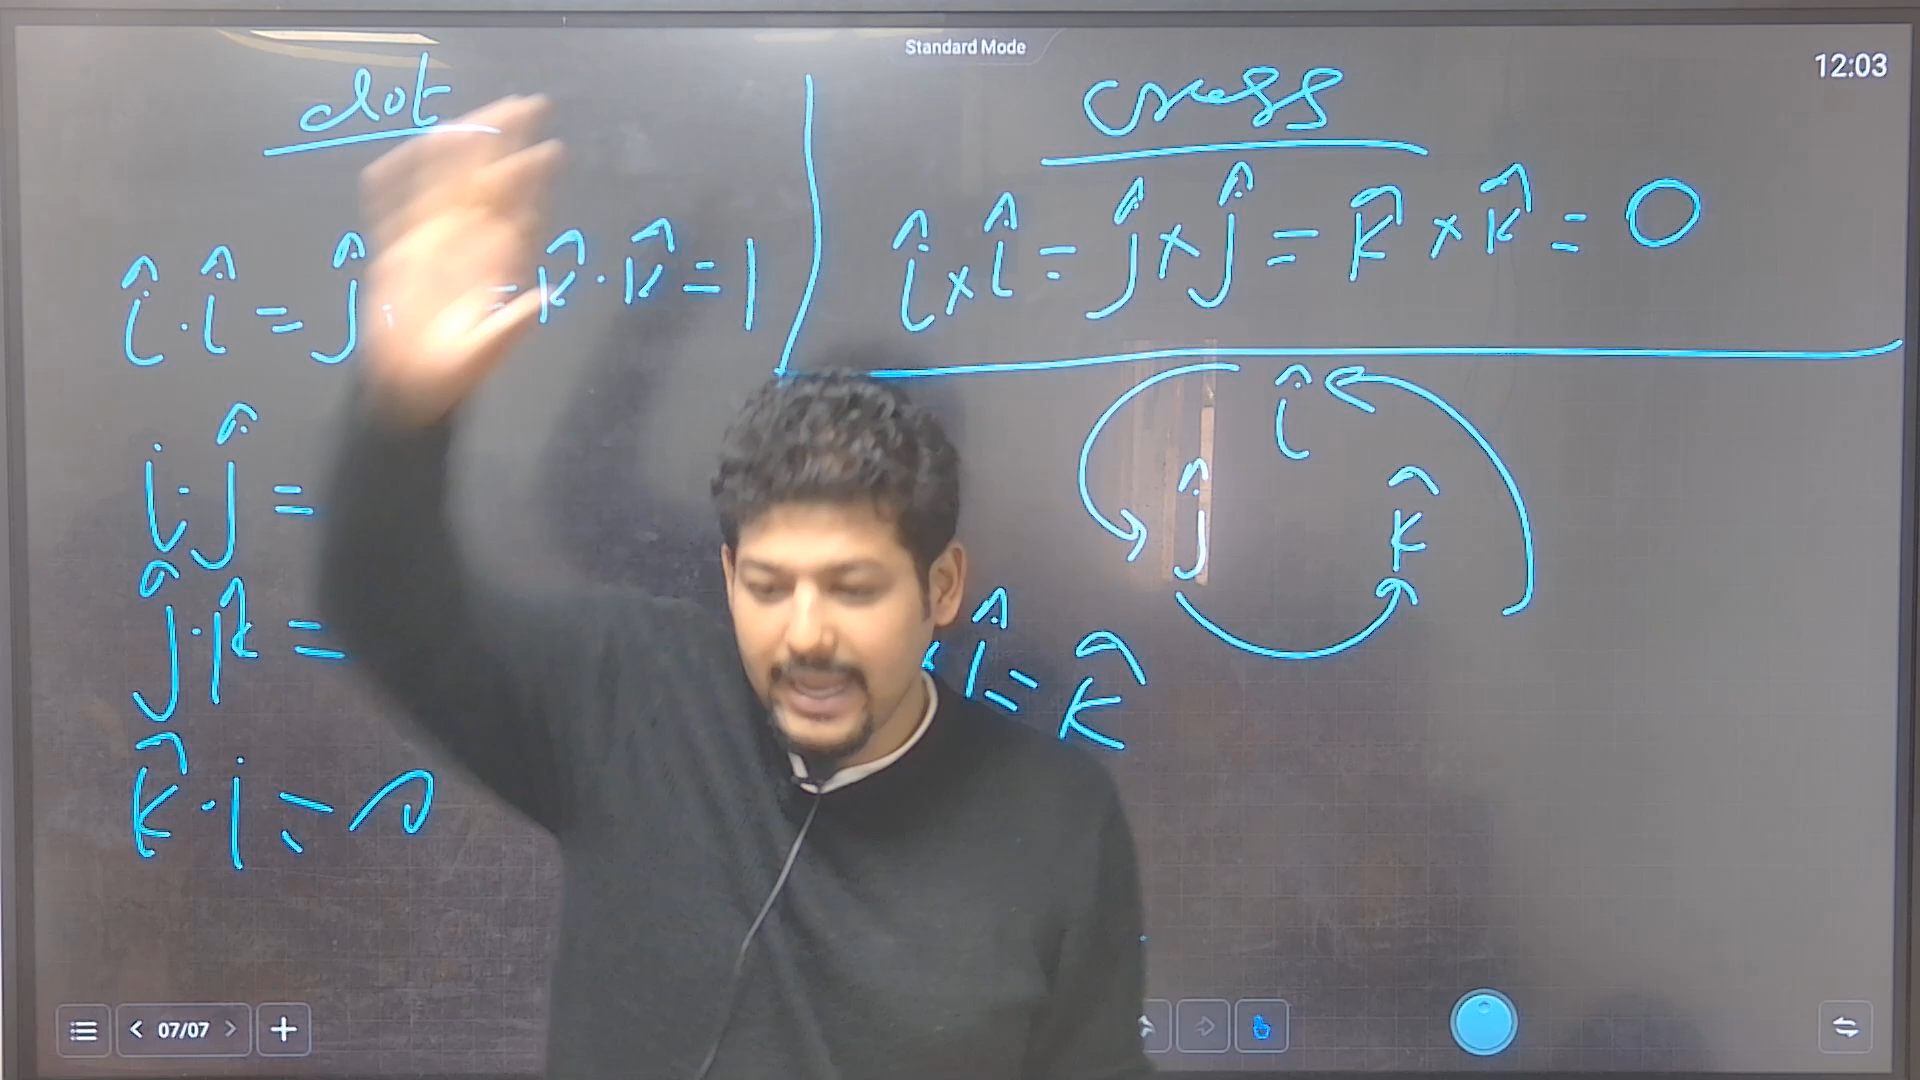 Standard Mode
12:03
dot
cross
î · î = ĵ · = k̂ · k̂ = 1
î × î = ĵ × ĵ = k̂ × k̂ = 0
i · ĵ =
ĵ · k̂ =
k̂ · i = 0
î
ĵ
k̂
ĵ = k̂
07/07